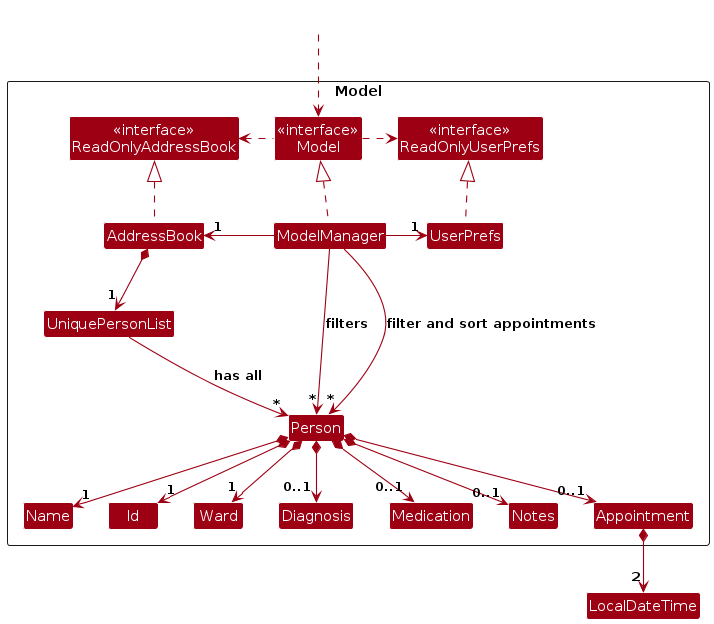 Model
«interface»
ReadOnlyAddressBook
«interface»
Model
«interface»
ReadOnlyUserPrefs
AddressBook
1
ModelManager
1
UserPrefs
1
UniquePersonList
filters
filter and sort appointments
has all
*
*
*
Person
1
1
1
0..1
0..1
0..1
0..1
Name
Id
Ward
Diagnosis
Medication
Notes
Appointment
2
LocalDateTime